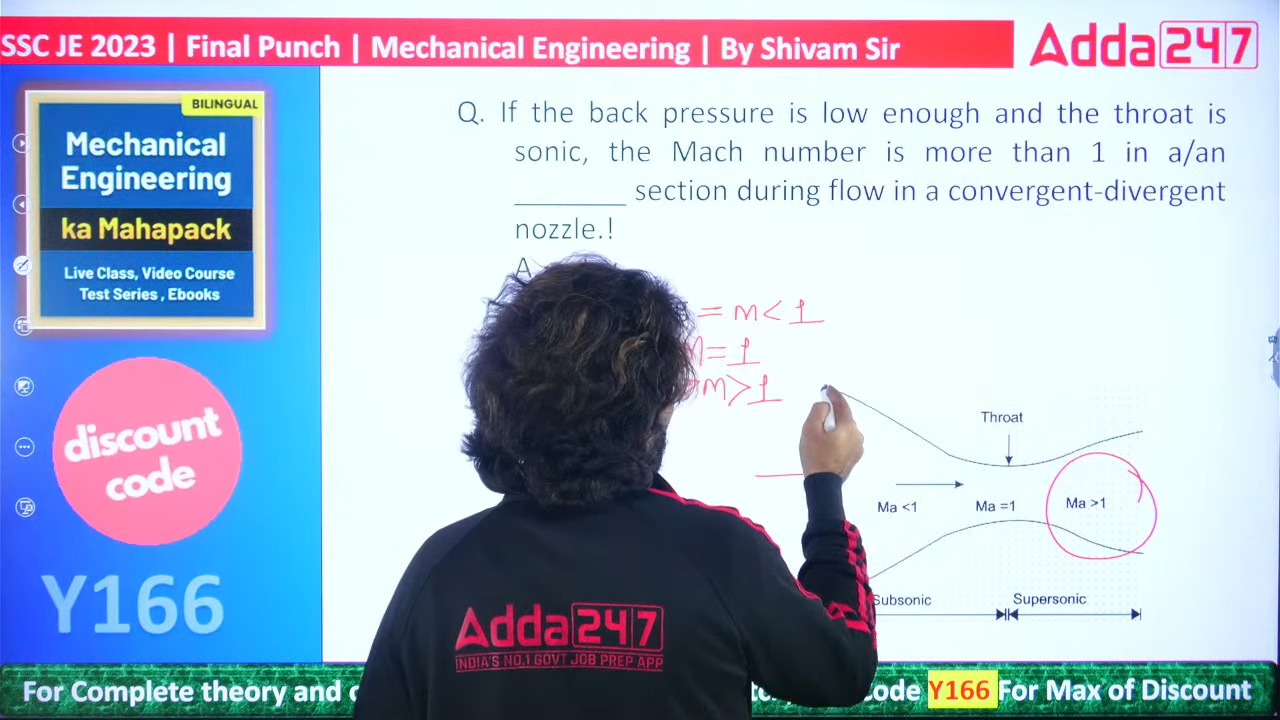 SSC JE 2023 | Final Punch | Mechanical Engineering | By Shivam Sir
Adda247
BILINGUAL
Mechanical
Engineering
ka Mahapack
Live Class, Video Course
Test Series , Ebooks
discount
code
Y166
Q. If the back pressure is low enough and the throat is
sonic, the Mach number is more than 1 in a/an
_______ section during flow in a convergent-divergent
nozzle.!
A
= m < 1
M = 1
m > 1
Throat
Ma <1
Ma =1
Ma >1
Subsonic
Supersonic
Adda247
INDIA'S NO.1 GOVT JOB PREP APP
For Complete theory and
Code Y166 For Max of Discount